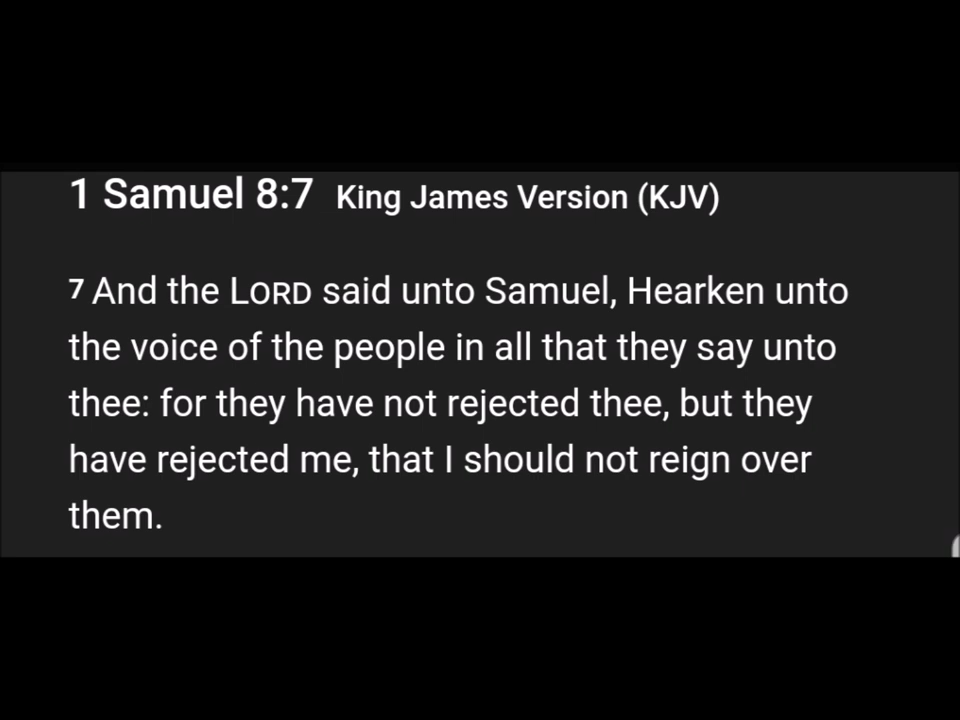 1 Samuel 8:7 King James Version (KJV)
7 And the LORD said unto Samuel, Hearken unto
the voice of the people in all that they say unto
thee: for they have not rejected thee, but they
have rejected me, that I should not reign over
them.